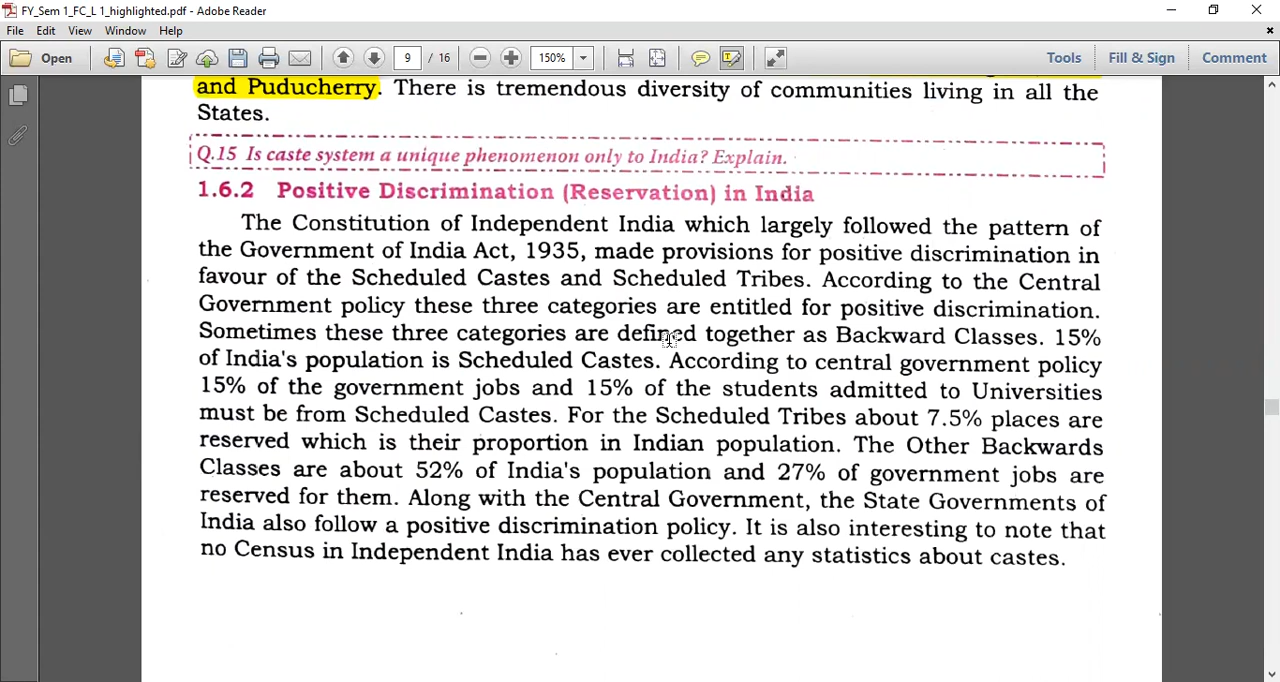 FY_Sem 1_FC_L 1_highlighted.pdf - Adobe Reader
File Edit View Window Help
Open 9 / 16 150% Tools Fill & Sign Comment
and Puducherry. There is tremendous diversity of communities living in all the
States.
Q.15 Is caste system a unique phenomenon only to India? Explain.
1.6.2 Positive Discrimination (Reservation) in India
The Constitution of Independent India which largely followed the pattern of
the Government of India Act, 1935, made provisions for positive discrimination in
favour of the Scheduled Castes and Scheduled Tribes. According to the Central
Government policy these three categories are entitled for positive discrimination.
Sometimes these three categories are defined together as Backward Classes. 15%
of India's population is Scheduled Castes. According to central government policy
15% of the government jobs and 15% of the students admitted to Universities
must be from Scheduled Castes. For the Scheduled Tribes about 7.5% places are
reserved which is their proportion in Indian population. The Other Backwards
Classes are about 52% of India's population and 27% of government jobs are
reserved for them. Along with the Central Government, the State Governments of
India also follow a positive discrimination policy. It is also interesting to note that
no Census in Independent India has ever collected any statistics about castes.